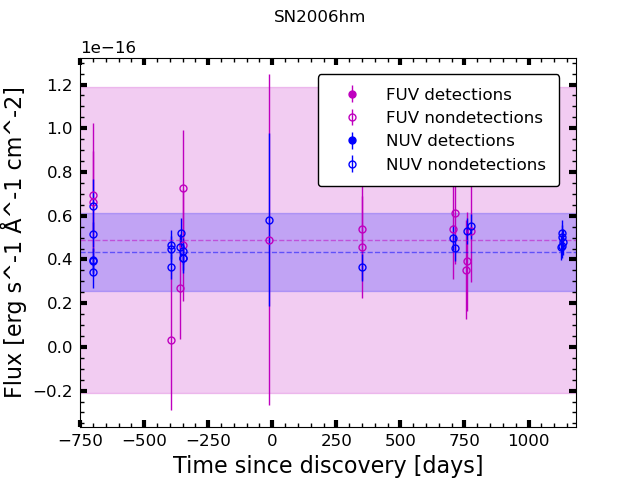 SN2006hm
1e−16
FUV detections
FUV nondetections
NUV detections
NUV nondetections
1.2
1.0
0.8
0.6
0.4
0.2
0.0
−0.2
Flux [erg s^-1 Å^-1 cm^-2]
−750 −500 −250 0 250 500 750 1000
Time since discovery [days]